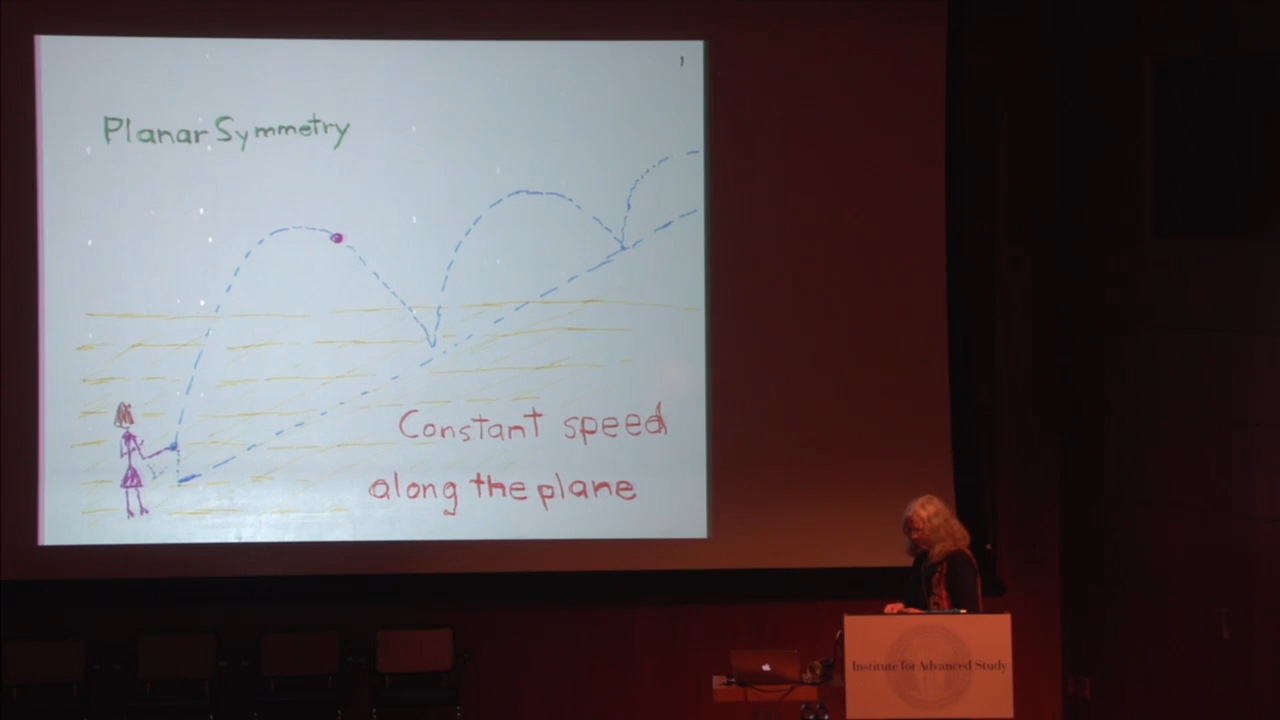 1
Planar Symmetry
Constant speed
along the plane
Institute for Advanced Study